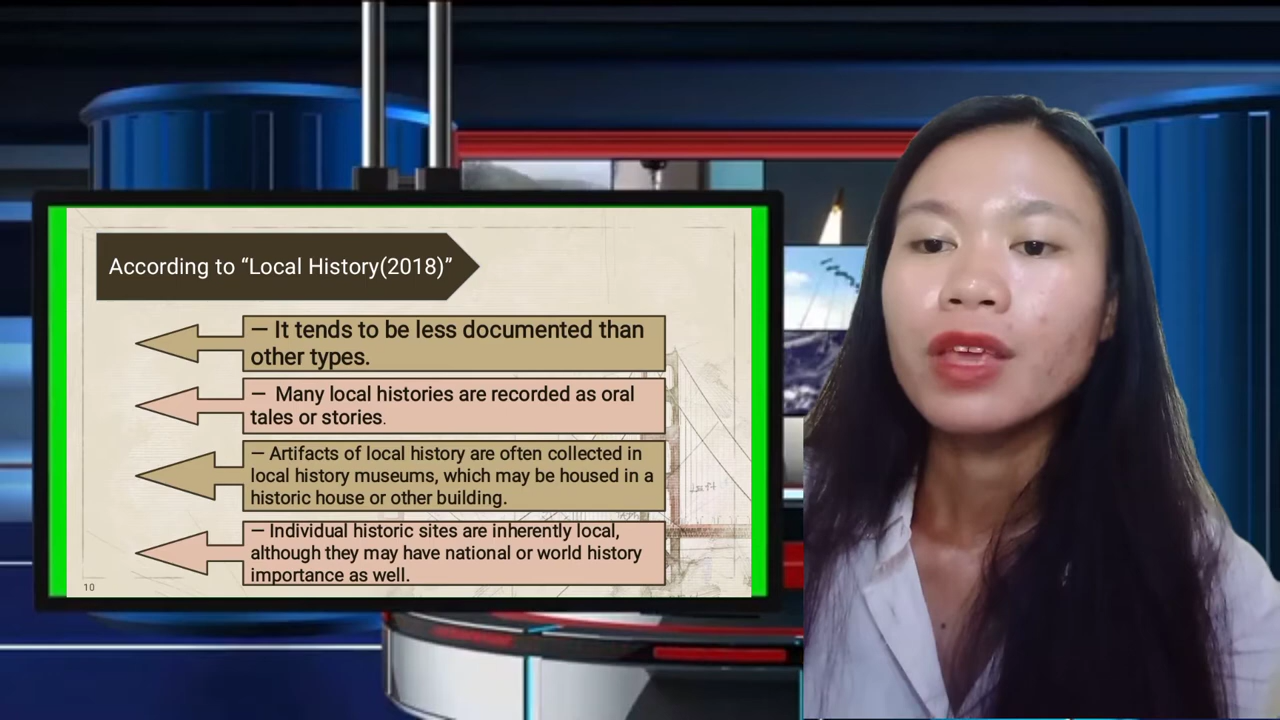 According to “Local History(2018)”
— It tends to be less documented than
other types.
— Many local histories are recorded as oral
tales or stories.
— Artifacts of local history are often collected in
local history museums, which may be housed in a
historic house or other building.
— Individual historic sites are inherently local,
although they may have national or world history
importance as well.
10